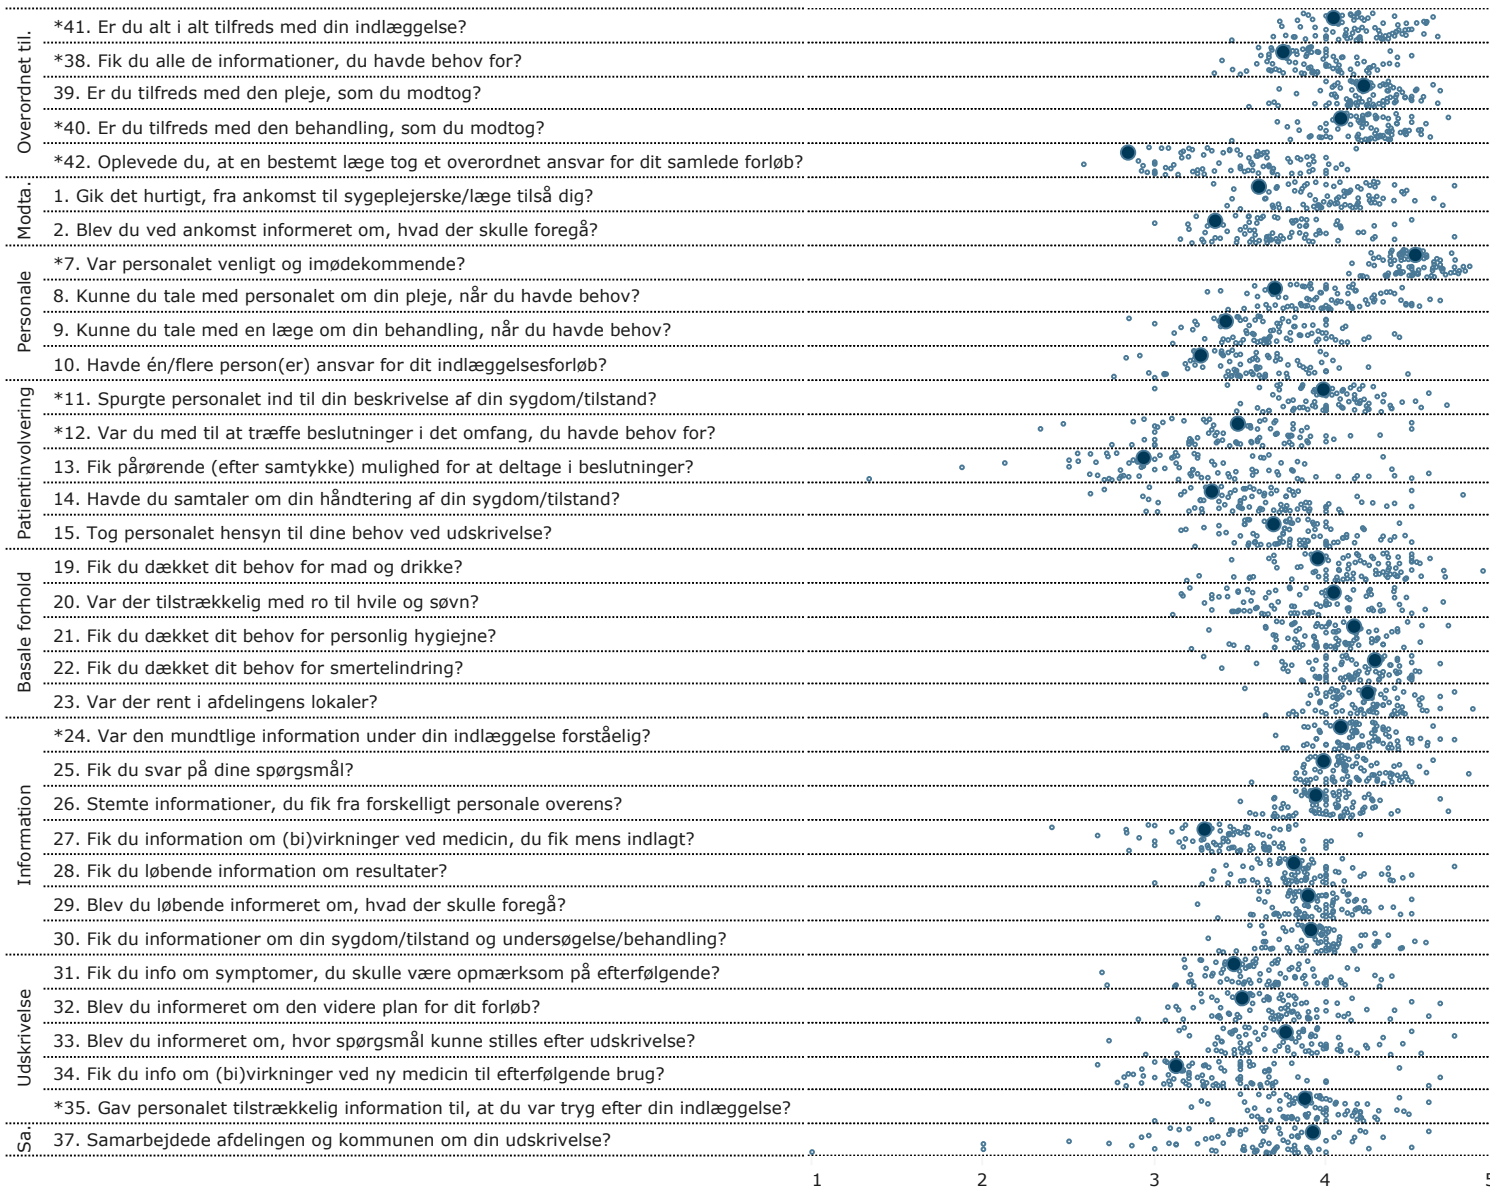 Overordnet til.
*41. Er du alt i alt tilfreds med din indlæggelse?
*38. Fik du alle de informationer, du havde behov for?
39. Er du tilfreds med den pleje, som du modtog?
*40. Er du tilfreds med den behandling, som du modtog?
*42. Oplevede du, at en bestemt læge tog et overordnet ansvar for dit samlede forløb?
Modta.
1. Gik det hurtigt, fra ankomst til sygeplejerske/læge tilså dig?
2. Blev du ved ankomst informeret om, hvad der skulle foregå?
Personale
*7. Var personalet venligt og imødekommende?
8. Kunne du tale med personalet om din pleje, når du havde behov?
9. Kunne du tale med en læge om din behandling, når du havde behov?
10. Havde én/flere person(er) ansvar for dit indlæggelsesforløb?
Patientinvolvering
*11. Spurgte personalet ind til din beskrivelse af din sygdom/tilstand?
*12. Var du med til at træffe beslutninger i det omfang, du havde behov for?
13. Fik pårørende (efter samtykke) mulighed for at deltage i beslutninger?
14. Havde du samtaler om din håndtering af din sygdom/tilstand?
15. Tog personalet hensyn til dine behov ved udskrivelse?
Basale forhold
19. Fik du dækket dit behov for mad og drikke?
20. Var der tilstrækkelig med ro til hvile og søvn?
21. Fik du dækket dit behov for personlig hygiejne?
22. Fik du dækket dit behov for smertelindring?
23. Var der rent i afdelingens lokaler?
Information
*24. Var den mundtlige information under din indlæggelse forståelig?
25. Fik du svar på dine spørgsmål?
26. Stemte informationer, du fik fra forskelligt personale overens?
27. Fik du information om (bi)virkninger ved medicin, du fik mens indlagt?
28. Fik du løbende information om resultater?
29. Blev du løbende informeret om, hvad der skulle foregå?
30. Fik du informationer om din sygdom/tilstand og undersøgelse/behandling?
Udskrivelse
31. Fik du info om symptomer, du skulle være opmærksom på efterfølgende?
32. Blev du informeret om den videre plan for dit forløb?
33. Blev du informeret om, hvor spørgsmål kunne stilles efter udskrivelse?
34. Fik du info om (bi)virkninger ved ny medicin til efterfølgende brug?
*35. Gav personalet tilstrækkelig information til, at du var tryg efter din indlæggelse?
Sa.
37. Samarbejdede afdelingen og kommunen om din udskrivelse?
1 2 3 4 5